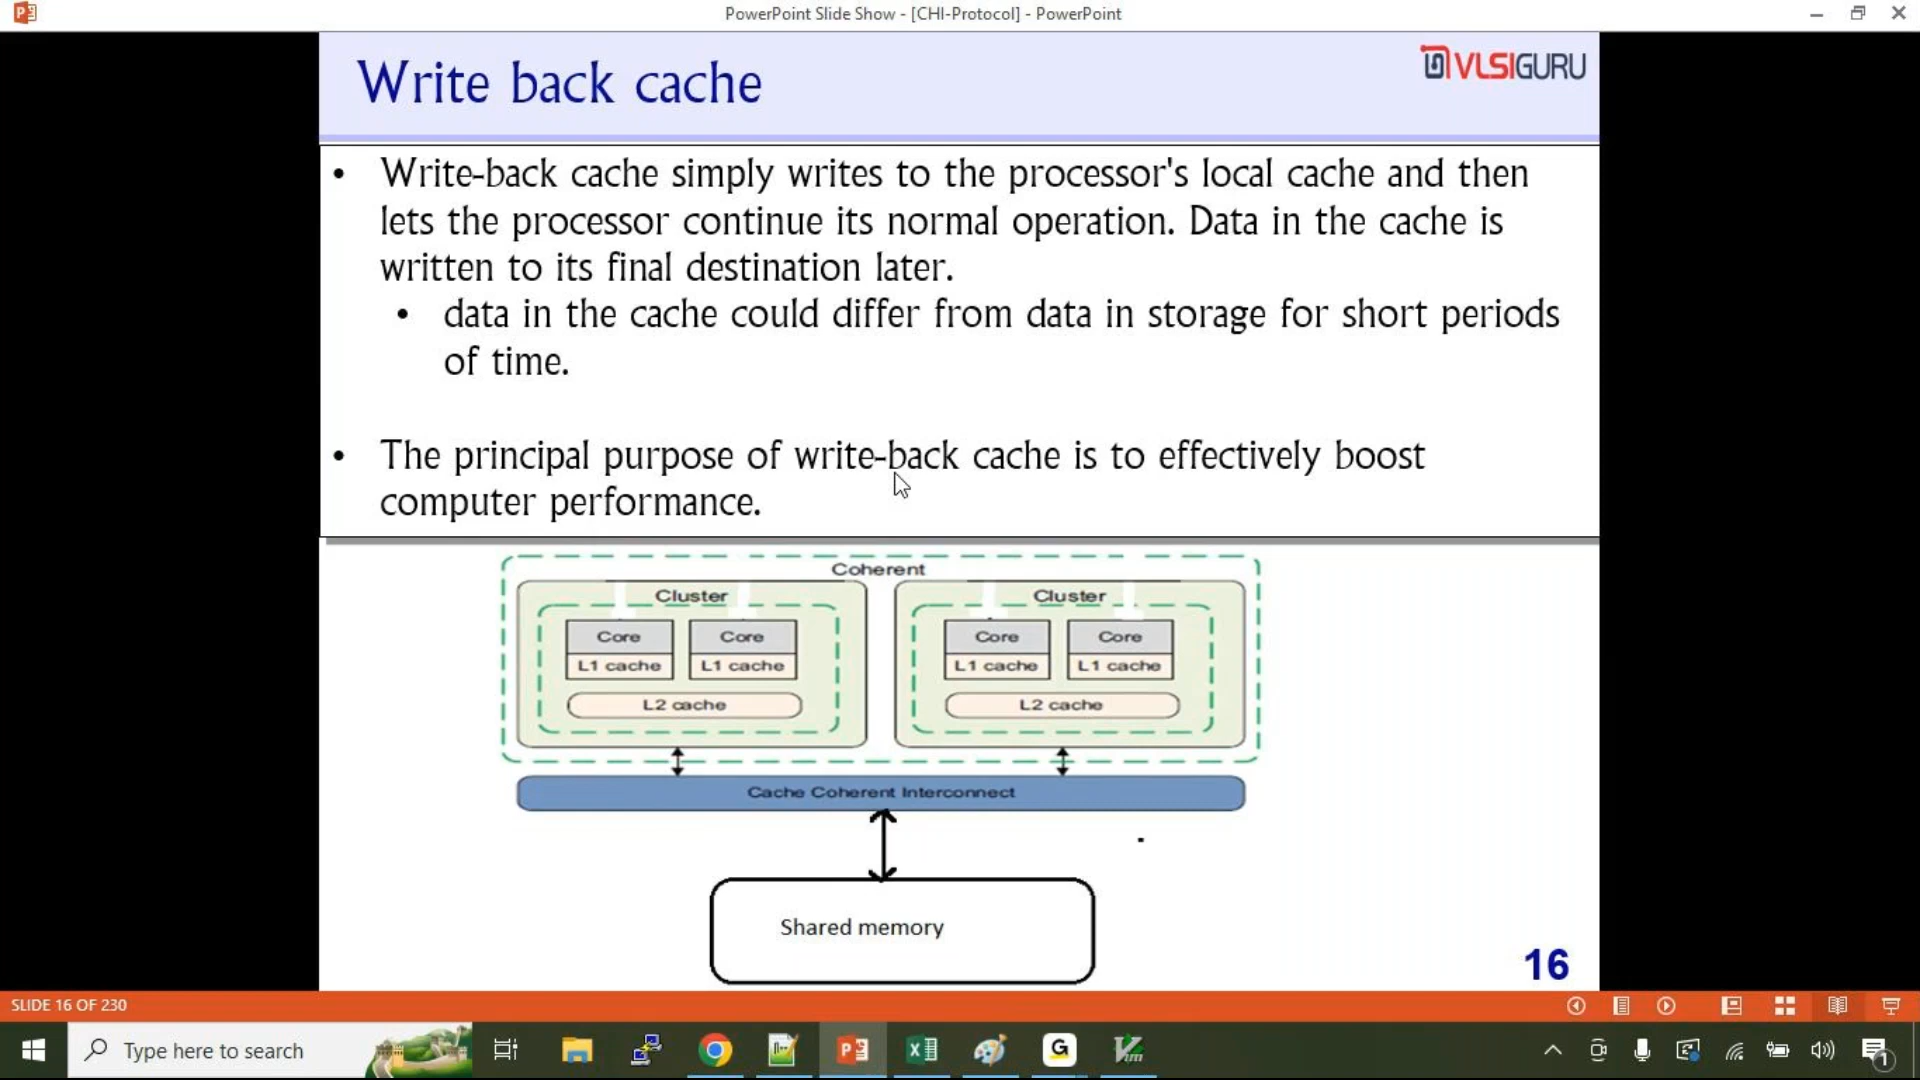 PowerPoint Slide Show - [CHI-Protocol] - PowerPoint
Write back cache
VLSIGURU
• Write-back cache simply writes to the processor's local cache and then
lets the processor continue its normal operation. Data in the cache is
written to its final destination later.
• data in the cache could differ from data in storage for short periods
of time.
• The principal purpose of write-back cache is to effectively boost
computer performance.
Coherent
Cluster
Cluster
Core
Core
Core
Core
L1 cache
L1 cache
L1 cache
L1 cache
L2 cache
L2 cache
Cache Coherent Interconnect
Shared memory
16
SLIDE 16 OF 230
Type here to search
1